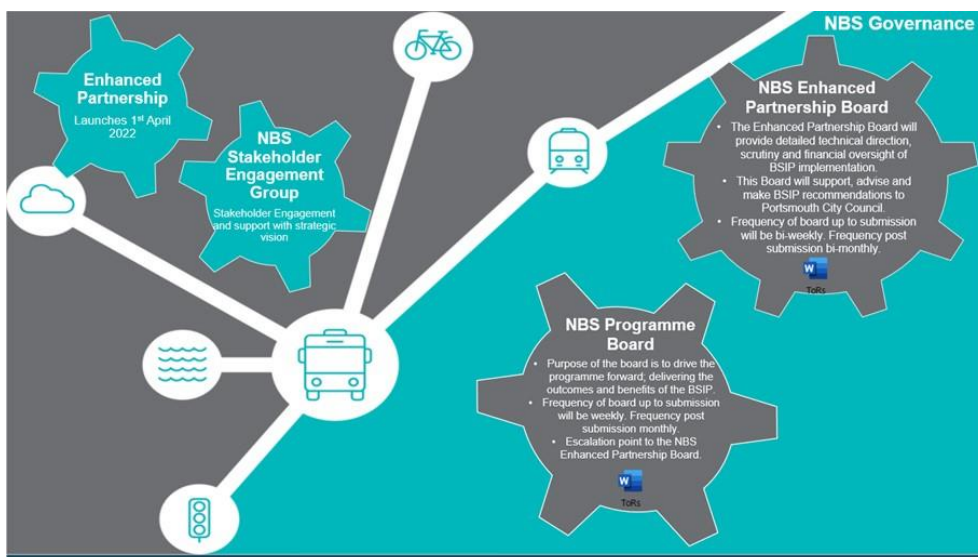 NBS Governance
Enhanced
Partnership
Launches 1st April
2022
NBS
Stakeholder
Engagement
Group
Stakeholder Engagement
and support with strategic
vision
NBS Enhanced
Partnership Board
• The Enhanced Partnership Board will
provide detailed technical direction,
scrutiny and financial oversight of
BSIP implementation.
• This Board will support, advise and
make BSIP recommendations to
Portsmouth City Council.
• Frequency of board up to submission
will be bi-weekly. Frequency post
submission bi-monthly.
W
ToRs
NBS Programme
Board
• Purpose of the board is to drive the
programme forward; delivering the
outcomes and benefits of the BSIP.
• Frequency of board up to submission
will be weekly. Frequency post
submission monthly.
• Escalation point to the NBS
Enhanced Partnership Board.
W
ToRs